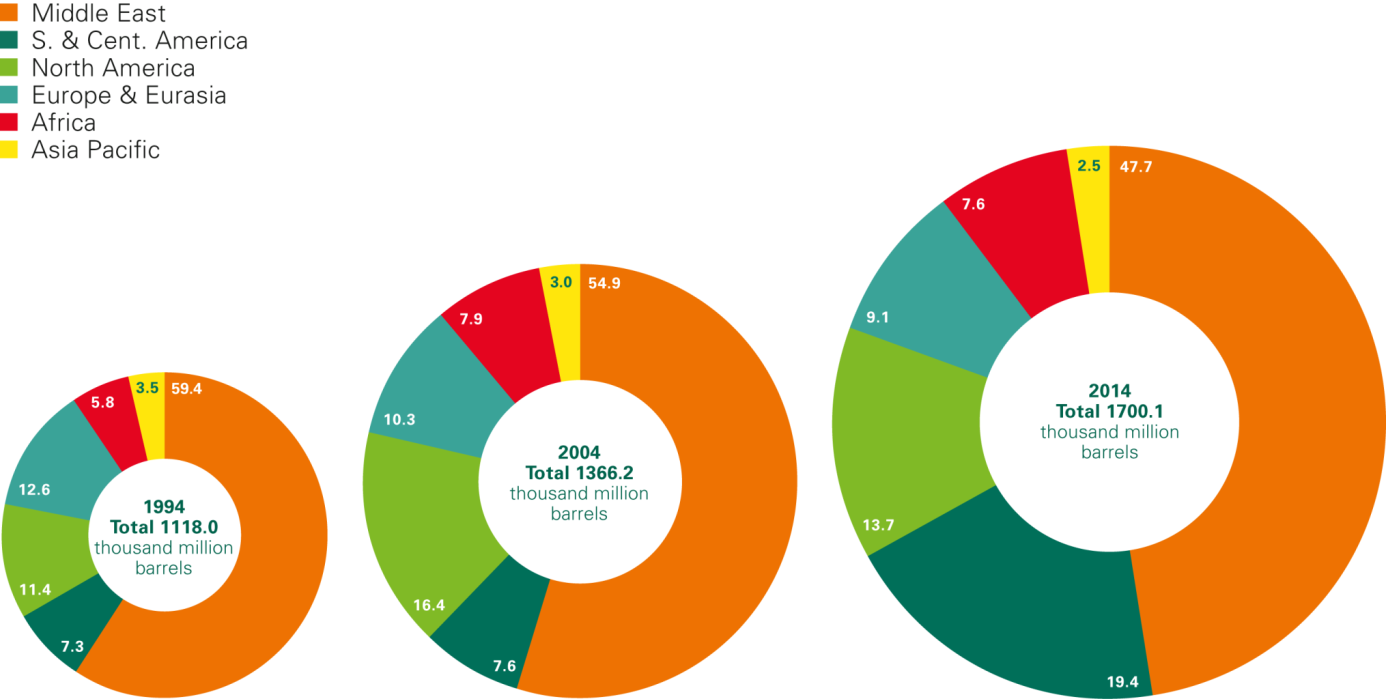 Middle East
S. & Cent. America
North America
Europe & Eurasia
Africa
Asia Pacific
3.5
59.4
5.8
12.6
11.4
7.3
1994
Total 1118.0
thousand million
barrels
3.0
54.9
7.9
10.3
16.4
7.6
2004
Total 1366.2
thousand million
barrels
2.5
47.7
7.6
9.1
13.7
19.4
2014
Total 1700.1
thousand million
barrels